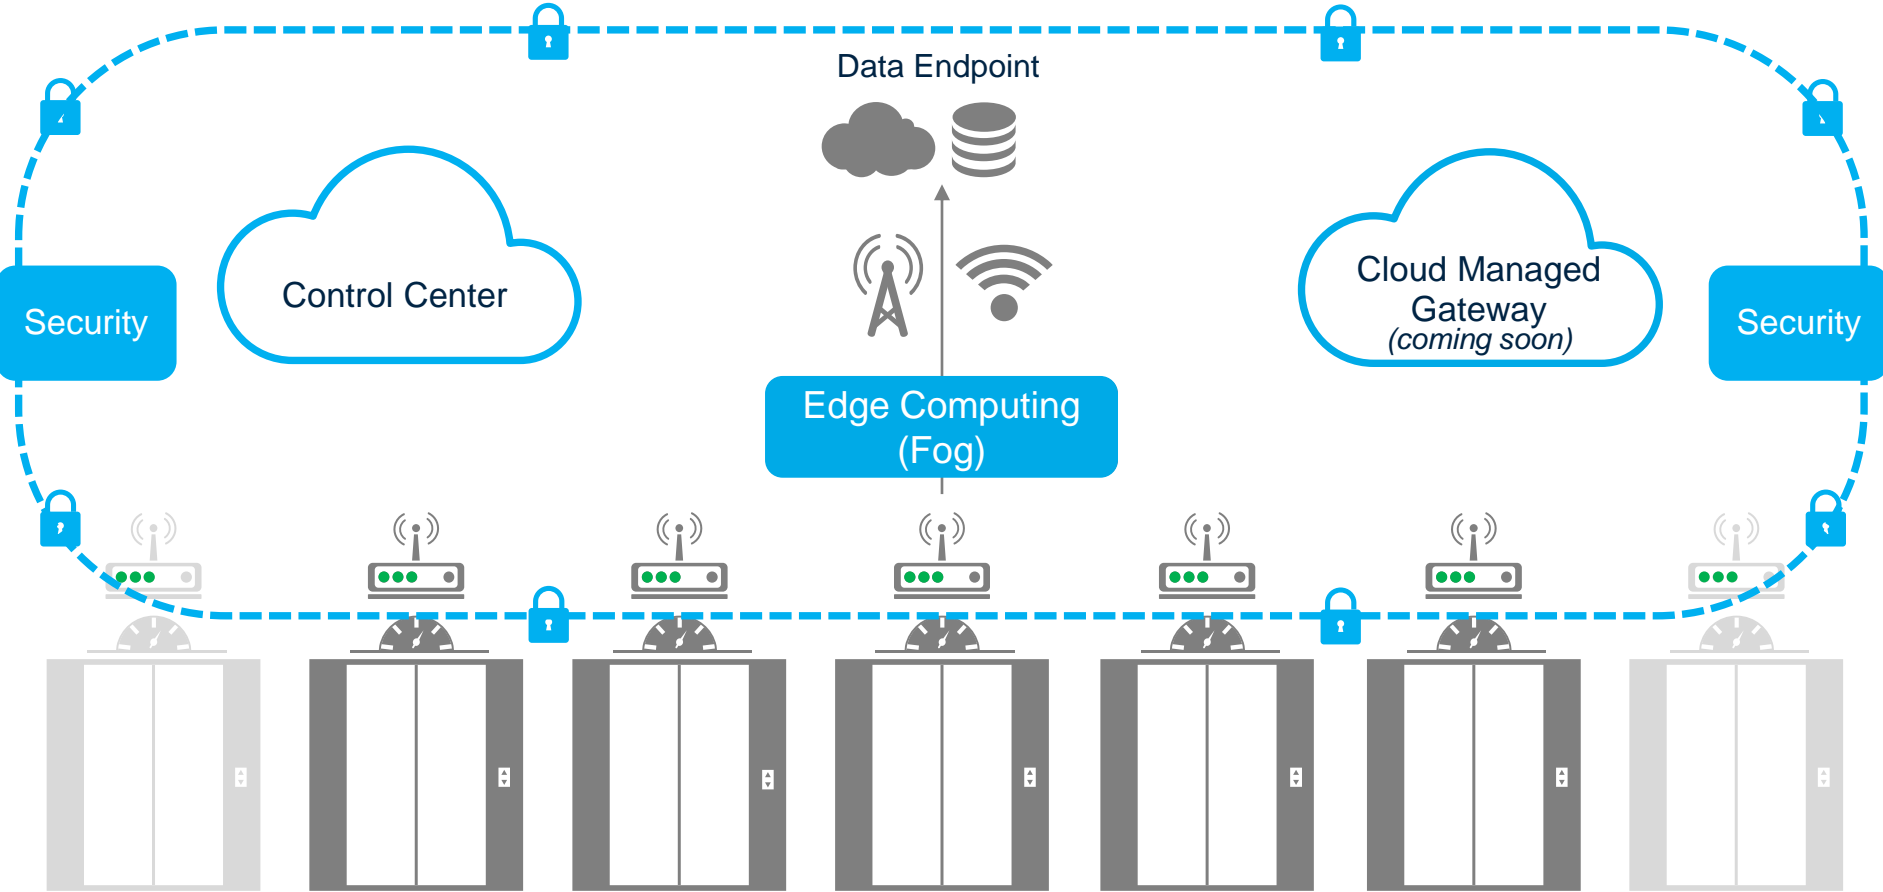 Data Endpoint
Control Center
Cloud Managed
Gateway
(coming soon)
Security
Security
Edge Computing
(Fog)